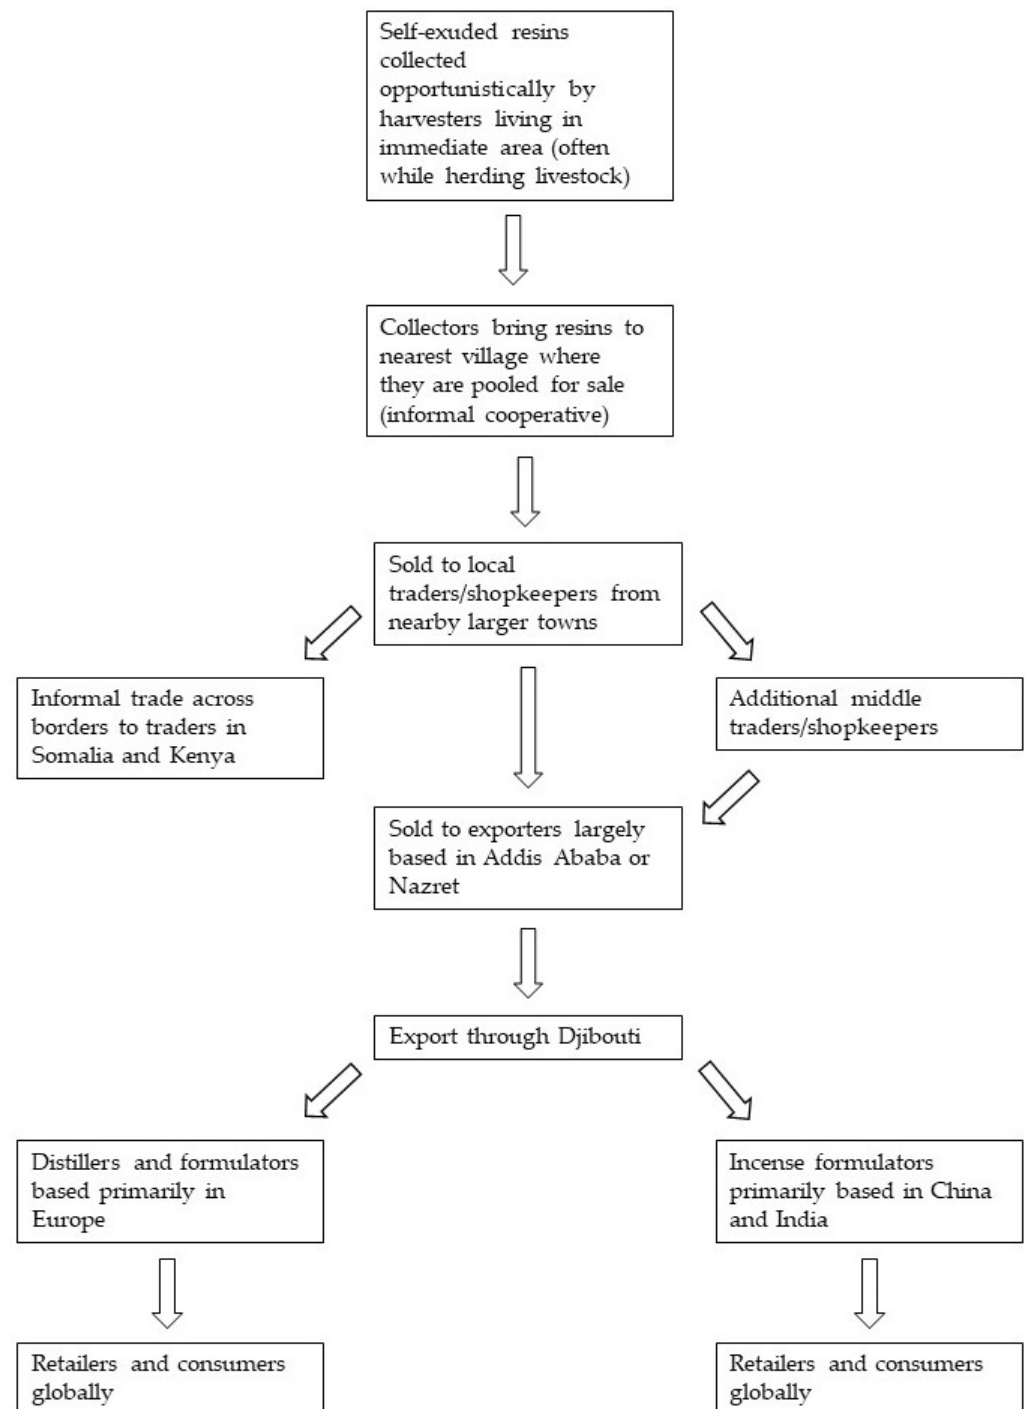 Self-exuded resins
collected
opportunistically by
harvesters living in
immediate area (often
while herding livestock)
Collectors bring resins to
nearest village where
they are pooled for sale
(informal cooperative)
Sold to local
traders/shopkeepers from
nearby larger towns
Informal trade across
borders to traders in
Somalia and Kenya
Additional middle
traders/shopkeepers
Sold to exporters largely
based in Addis Ababa or
Nazret
Export through Djibouti
Distillers and formulators
based primarily in
Europe
Incense formulators
primarily based in China
and India
Retailers and consumers
globally
Retailers and consumers
globally